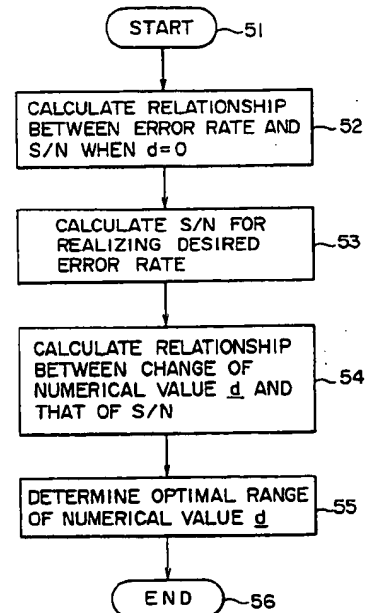 START
51
CALCULATE RELATIONSHIP
BETWEEN ERROR RATE AND
S/N WHEN d=0
52
CALCULATE S/N FOR
REALIZING DESIRED
ERROR RATE
53
CALCULATE RELATIONSHIP
BETWEEN CHANGE OF
NUMERICAL VALUE d AND
THAT OF S/N
54
DETERMINE OPTIMAL RANGE
OF NUMERICAL VALUE d
55
END
56